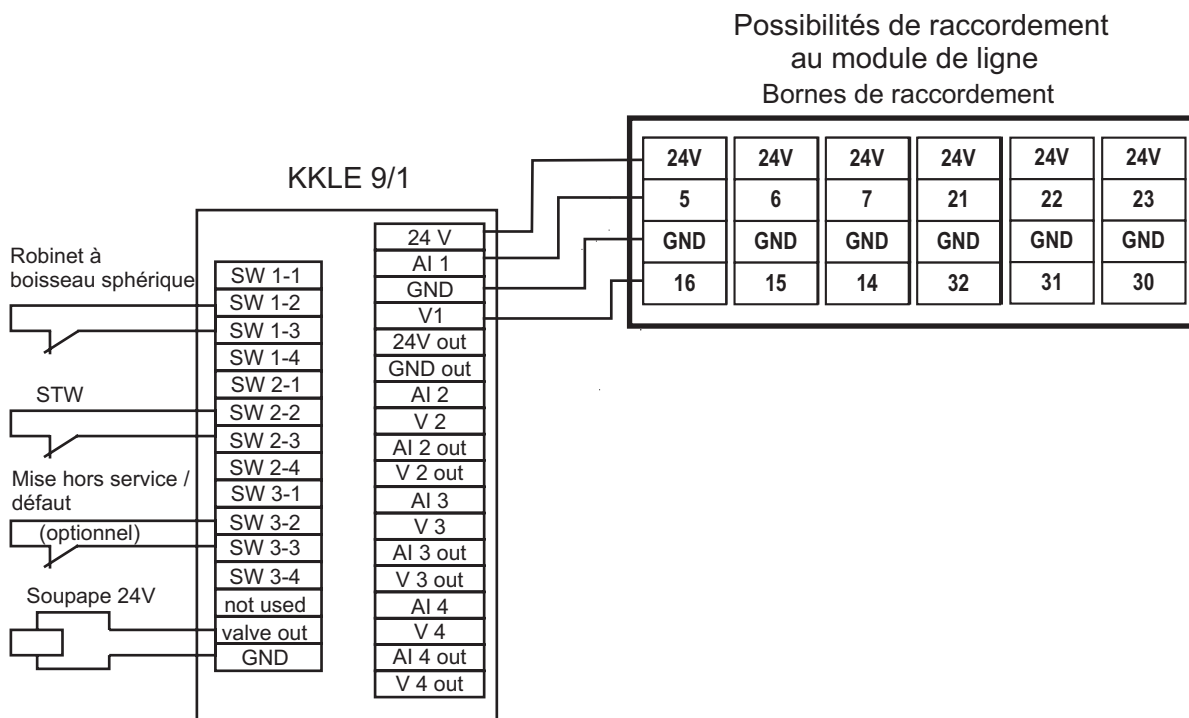 Possibilités de raccordement
au module de ligne
Bornes de raccordement
24V 24V 24V 24V 24V 24V
5 6 7 21 22 23
GND GND GND GND GND GND
16 15 14 32 31 30
KKLE 9/1
Robinet à
boisseau sphérique
STW
Mise hors service /
défaut
(optionnel)
Soupape 24V
SW 1-1
SW 1-2
SW 1-3
SW 1-4
SW 2-1
SW 2-2
SW 2-3
SW 2-4
SW 3-1
SW 3-2
SW 3-3
SW 3-4
not used
valve out
GND
24 V
AI 1
GND
V1
24V out
GND out
AI 2
V 2
AI 2 out
V 2 out
AI 3
V 3
AI 3 out
V 3 out
AI 4
V 4
AI 4 out
V 4 out